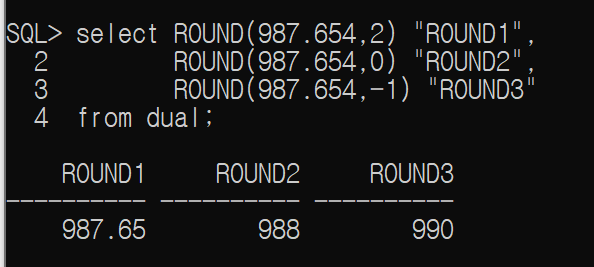 SQL> select ROUND(987.654,2) "ROUND1",
2 ROUND(987.654,0) "ROUND2",
3 ROUND(987.654,-1) "ROUND3"
4 from dual;
ROUND1 ROUND2 ROUND3
---------- ---------- ----------
987.65 988 990